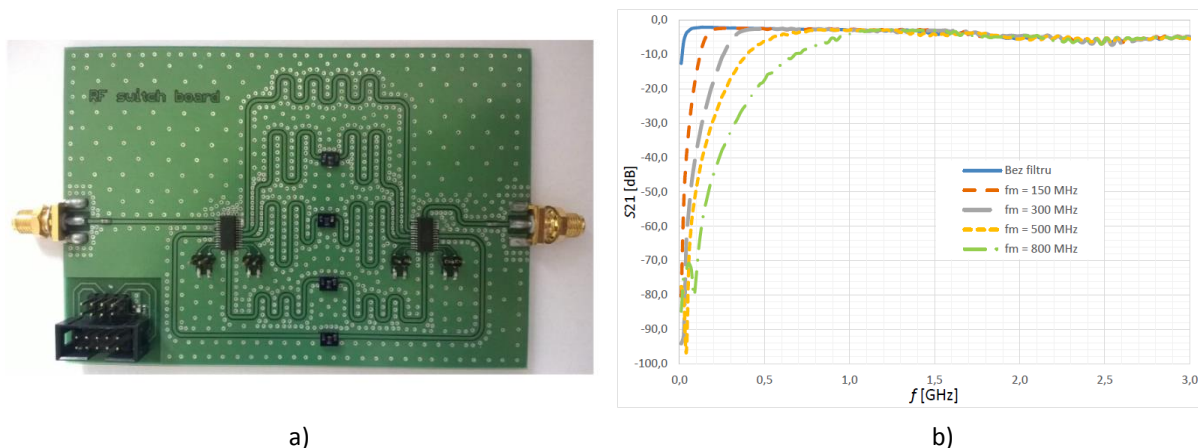 RF switch board
0,0
-10,0
-20,0
-30,0
-40,0
-50,0
-60,0
-70,0
-80,0
-90,0
-100,0
S21 [dB]
Bez filtru
fm = 150 MHz
fm = 300 MHz
fm = 500 MHz
fm = 800 MHz
0,0 0,5 1,0 1,5 2,0 2,5 3,0
f [GHz]
a) b)